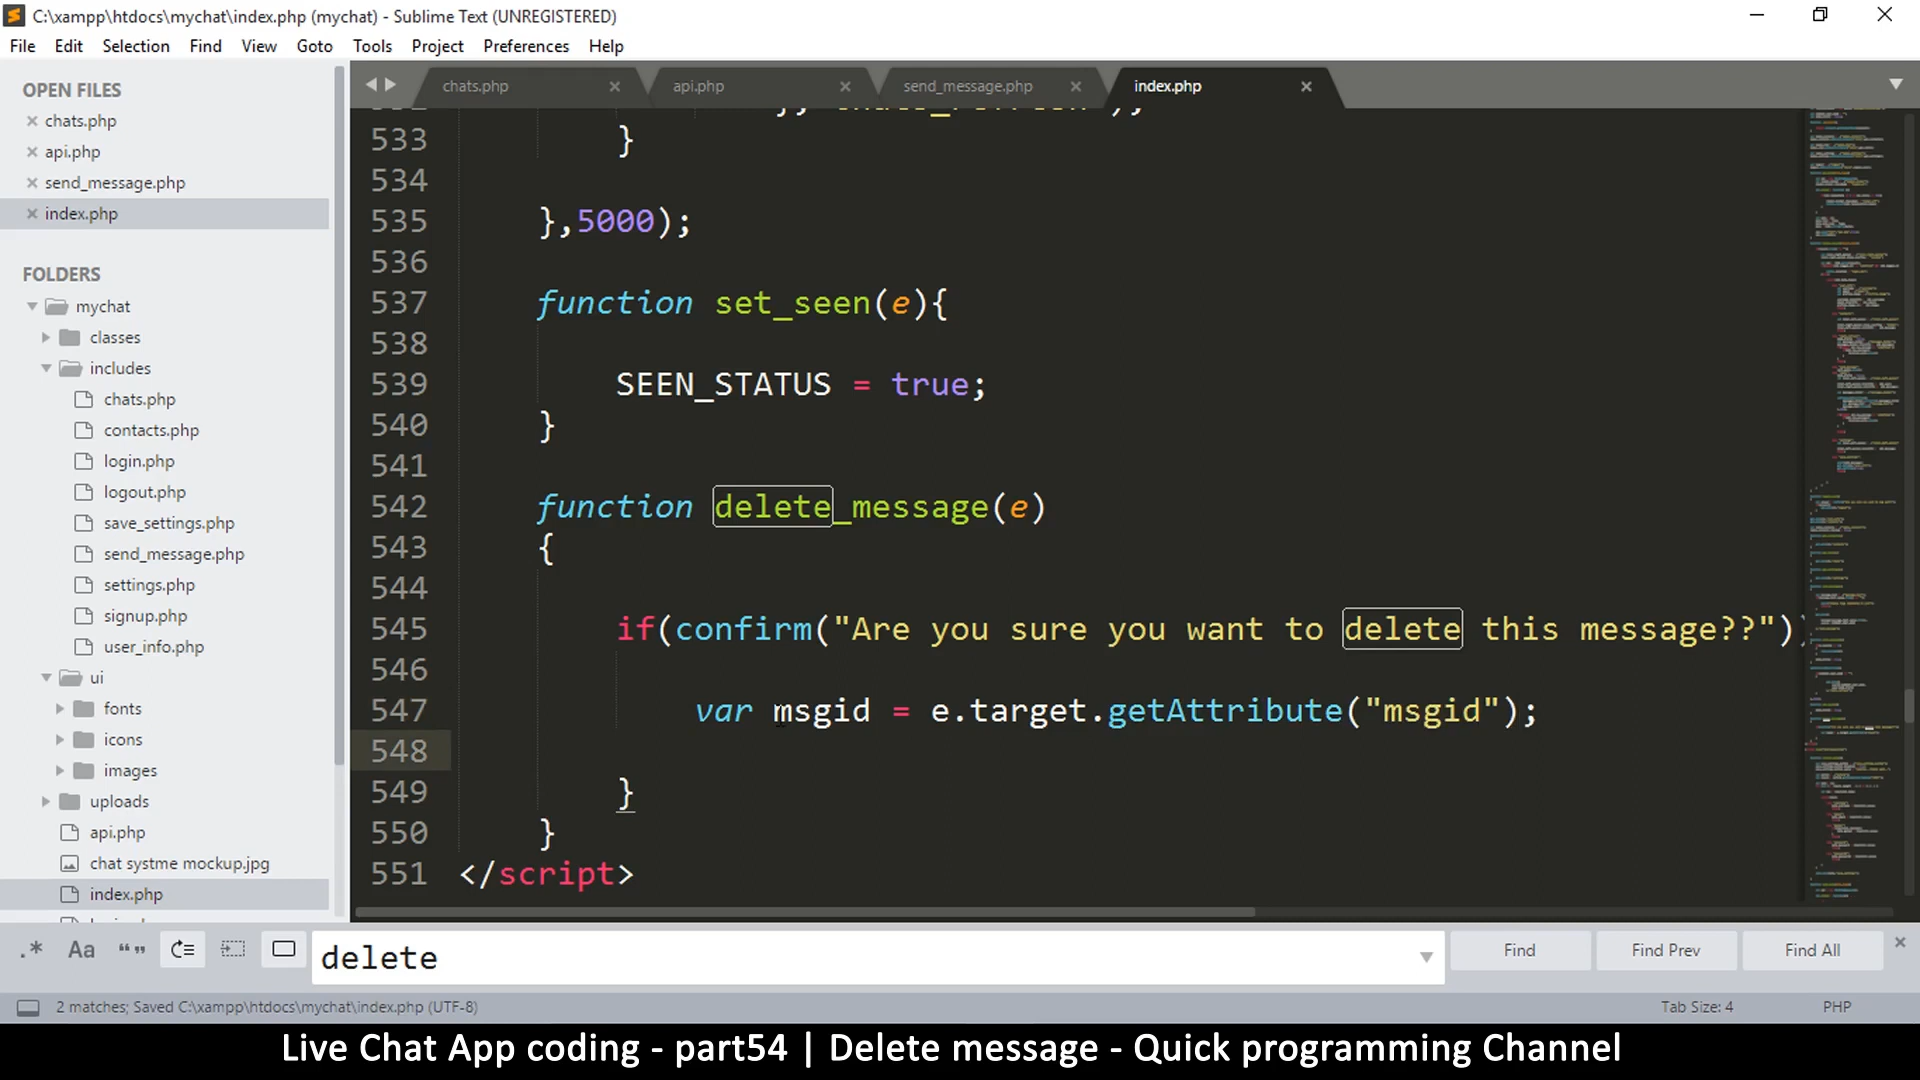 C:\xampp\htdocs\mychat\index.php (mychat) - Sublime Text (UNREGISTERED)
File Edit Selection Find View Goto Tools Project Preferences Help
OPEN FILES
chats.php
api.php
send_message.php
index.php
FOLDERS
mychat
classes
includes
chats.php
contacts.php
login.php
logout.php
save_settings.php
send_message.php
settings.php
signup.php
user_info.php
ui
fonts
icons
images
uploads
api.php
chat systme mockup.jpg
index.php
chats.php api.php send_message.php index.php
533 }
534
535 },5000);
536
537 function set_seen(e){
538
539 SEEN_STATUS = true;
540 }
541
542 function delete_message(e)
543 {
544
545 if(confirm("Are you sure you want to delete this message??"))
546
547 var msgid = e.target.getAttribute("msgid");
548
549 }
550 }
551 </script>
.* Aa “” delete Find Find Prev Find All
2 matches; Saved C:\xampp\htdocs\mychat\index.php (UTF-8) Tab Size: 4 PHP
Live Chat App coding - part54 | Delete message - Quick programming Channel